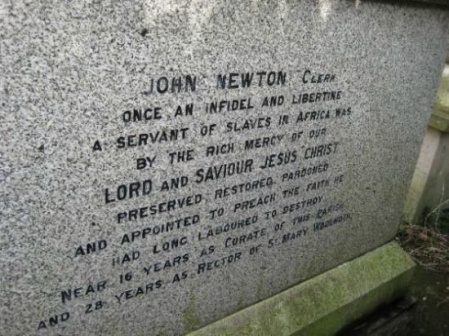 JOHN NEWTON CLERK
ONCE AN INFIDEL AND LIBERTINE
A SERVANT OF SLAVES IN AFRICA WAS
BY THE RICH MERCY OF OUR
LORD AND SAVIOUR JESUS CHRIST
PRESERVED RESTORED PARDONED
AND APPOINTED TO PREACH THE FAITH HE
HAD LONG LABOURED TO DESTROY
NEAR 16 YEARS AS CURATE OF THIS PARISH
AND 28 YEARS AS RECTOR OF ST MARY WOOLNOTH